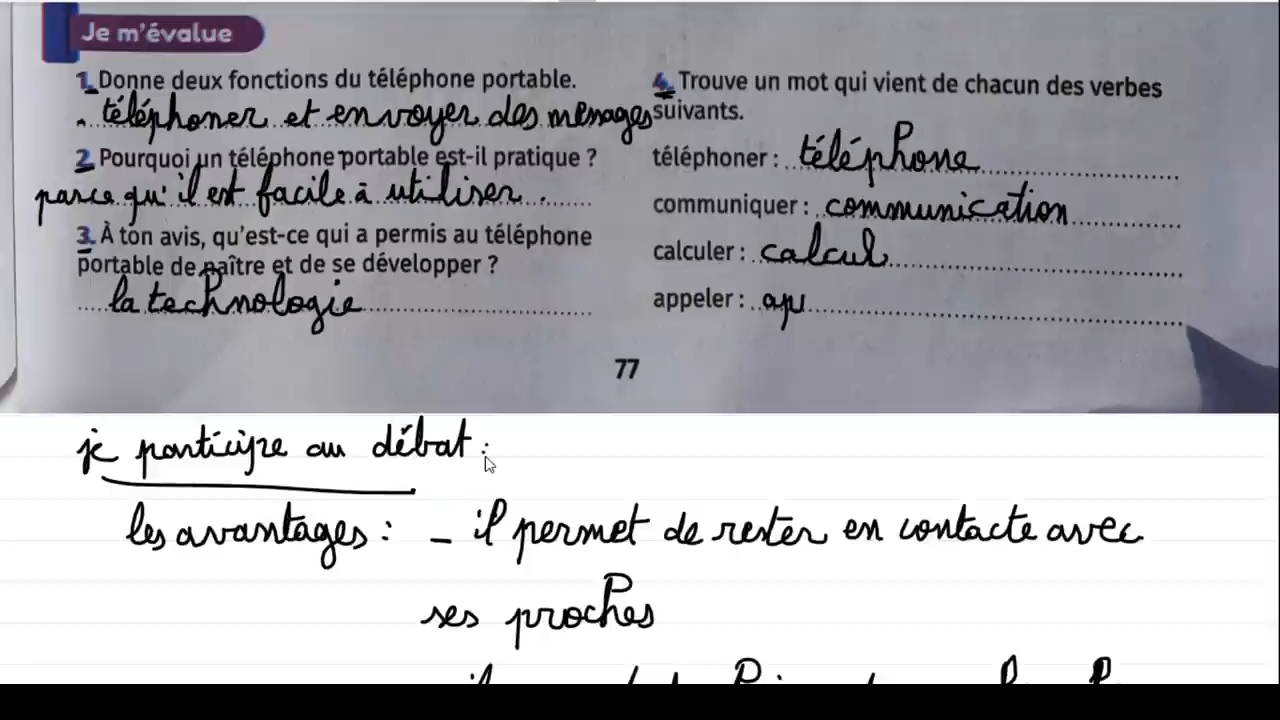 Je m'évalue
1. Donne deux fonctions du téléphone portable.
téléphoner et envoyer des menages
2. Pourquoi un téléphone portable est-il pratique ?
parce qu'il est facile à utiliser.
3. À ton avis, qu'est-ce qui a permis au téléphone
portable de naître et de se développer ?
la technologie
4. Trouve un mot qui vient de chacun des verbes
suivants.
téléphoner : téléphone
communiquer : communication
calculer : calcul
appeler :
77
je participe au débat :
les avantages : - il permet de rester en contacte avec
ses proches